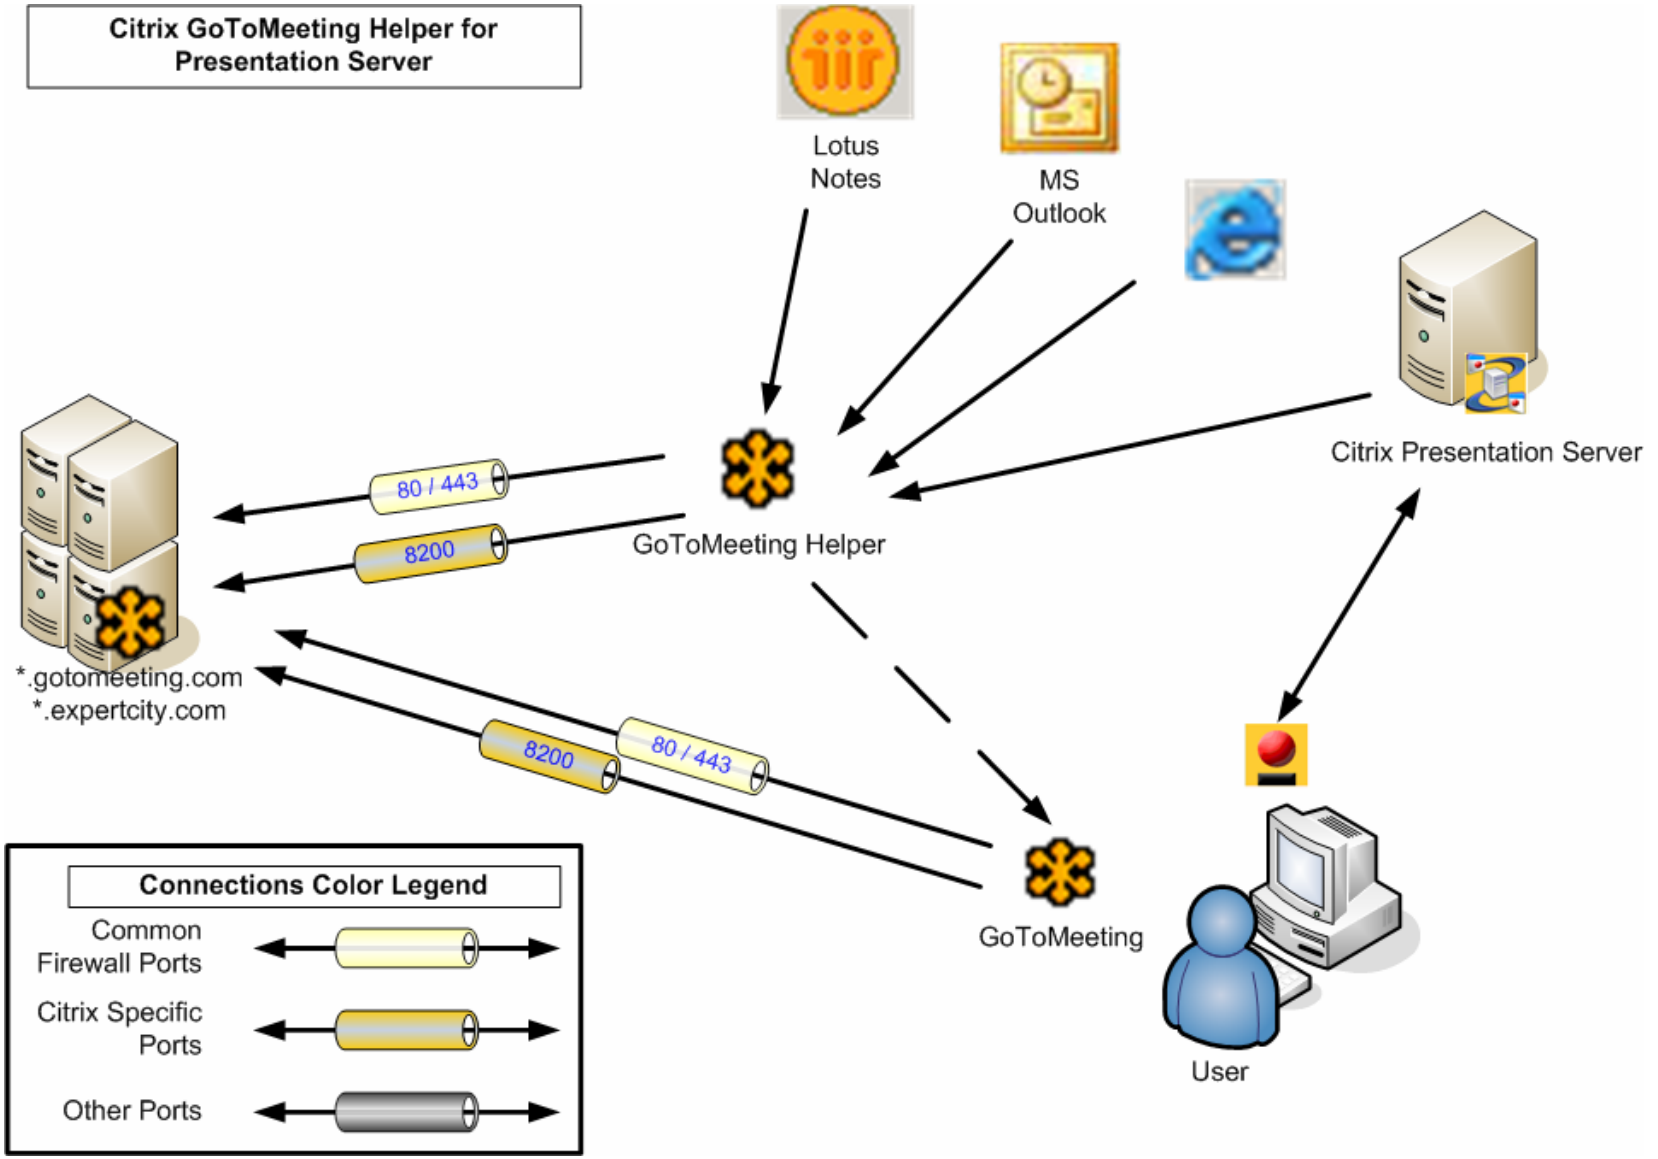 Citrix GoToMeeting Helper for
Presentation Server
Lotus
Notes
MS
Outlook
Citrix Presentation Server
80 / 443
8200
GoToMeeting Helper
*.gotomeeting.com
*.expertcity.com
80 / 443
8200
GoToMeeting
User
Connections Color Legend
Common
Firewall Ports
Citrix Specific
Ports
Other Ports